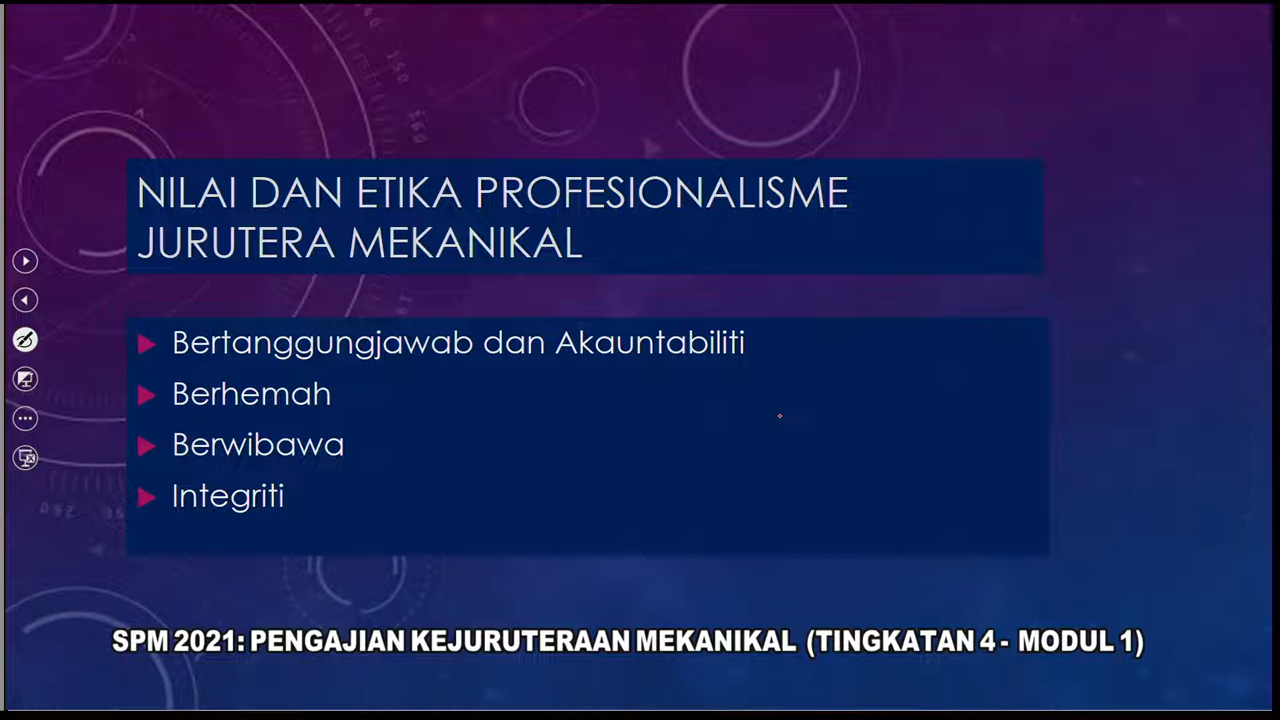 NILAI DAN ETIKA PROFESIONALISME
JURUTERA MEKANIKAL
Bertanggungjawab dan Akauntabiliti
Berhemah
Berwibawa
Integriti
SPM 2021: PENGAJIAN KEJURUTERAAN MEKANIKAL (TINGKATAN 4 - MODUL 1)